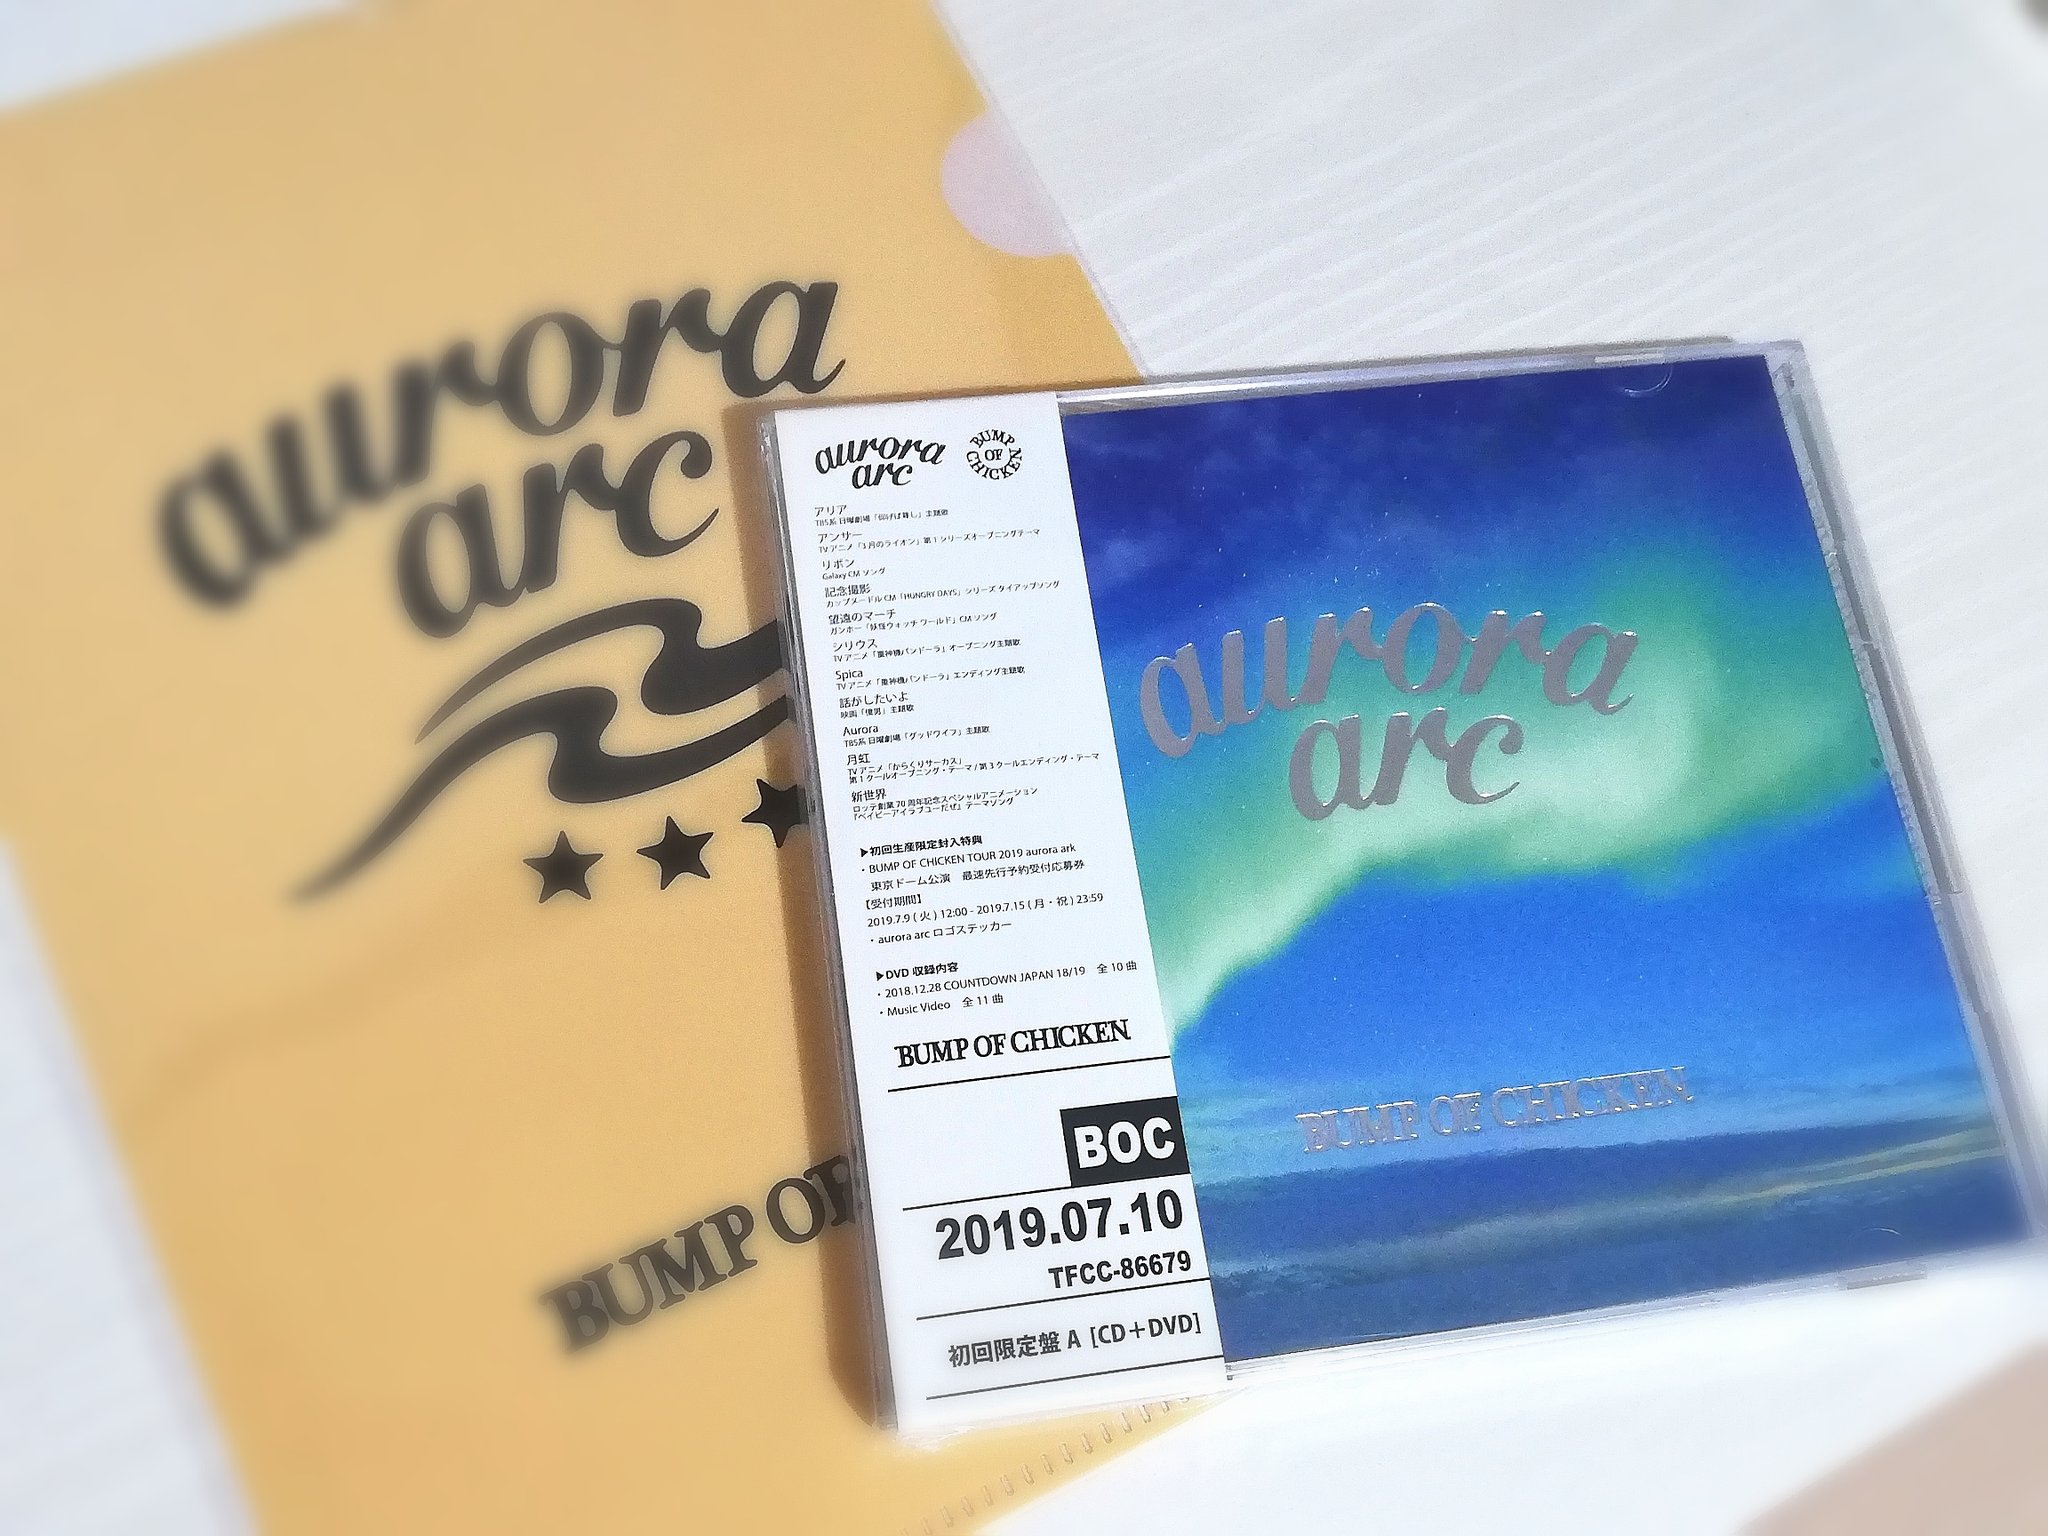 aurora
arc
BUMP OF
aurora
arc
BUMP
OF
CHICKEN
アリア
TBS系 日曜劇場「仰げば尊し」主題歌
アンサー
TVアニメ「3月のライオン」第1シリーズオープニングテーマ
リボン
Galaxy CM ソング
記念撮影
カップヌードル CM「HUNGRY DAYS」シリーズ タイアップソング
望遠のマーチ
ガンホー「妖怪ウォッチ ワールド」CM ソング
シリウス
TV アニメ「重神機パンドーラ」オープニング主題歌
Spica
TV アニメ「重神機パンドーラ」エンディング主題歌
話がしたいよ
映画「億男」主題歌
Aurora
TBS系 日曜劇場「グッドワイフ」主題歌
月虹
TV アニメ「からくりサーカス」
第1クールオープニング・テーマ / 第3クールエンディング・テーマ
新世界
ロッテ創業 70 周年記念スペシャルアニメーション
『ベイビーアイラブユーだぜ』テーマソング
▶初回生産限定封入特典
・BUMP OF CHICKEN TOUR 2019 aurora ark
東京ドーム公演 最速先行予約受付応募券
【受付期間】
2019.7.9 ( 火 ) 12:00 - 2019.7.15 ( 月・祝 ) 23:59
・aurora arc ロゴステッカー
▶DVD 収録内容
・2018.12.28 COUNTDOWN JAPAN 18/19 全 10 曲
・Music Video 全 11 曲
BUMP OF CHICKEN
BOC
2019.07.10
TFCC-86679
初回限定盤 A [CD＋DVD]
aurora
arc
BUMP OF CHICKEN